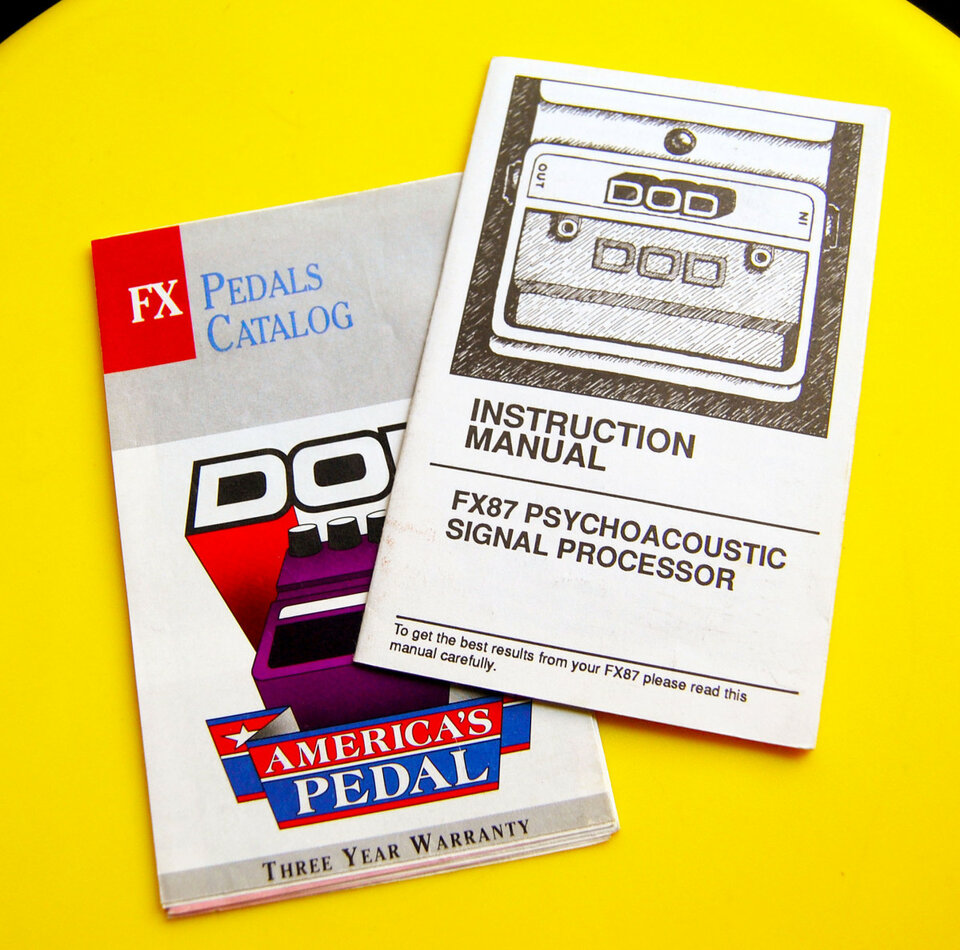 FX
PEDALS
CATALOG
DO
AMERICA'S
PEDAL
THREE YEAR WARRANTY
OUT
DOD
IN
DOD
INSTRUCTION
MANUAL
FX87 PSYCHOACOUSTIC
SIGNAL PROCESSOR
To get the best results from your FX87 please read this
manual carefully.